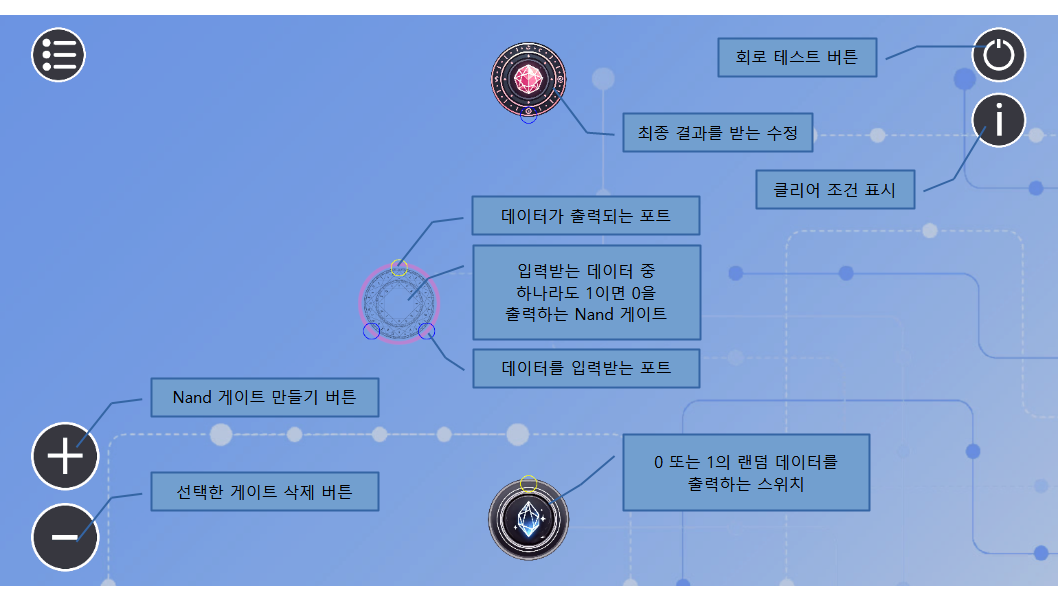 회로 테스트 버튼
최종 결과를 받는 수정
클리어 조건 표시
데이터가 출력되는 포트
입력받는 데이터 중
하나라도 1이면 0을
출력하는 Nand 게이트
데이터를 입력받는 포트
Nand 게이트 만들기 버튼
0 또는 1의 랜덤 데이터를
출력하는 스위치
선택한 게이트 삭제 버튼